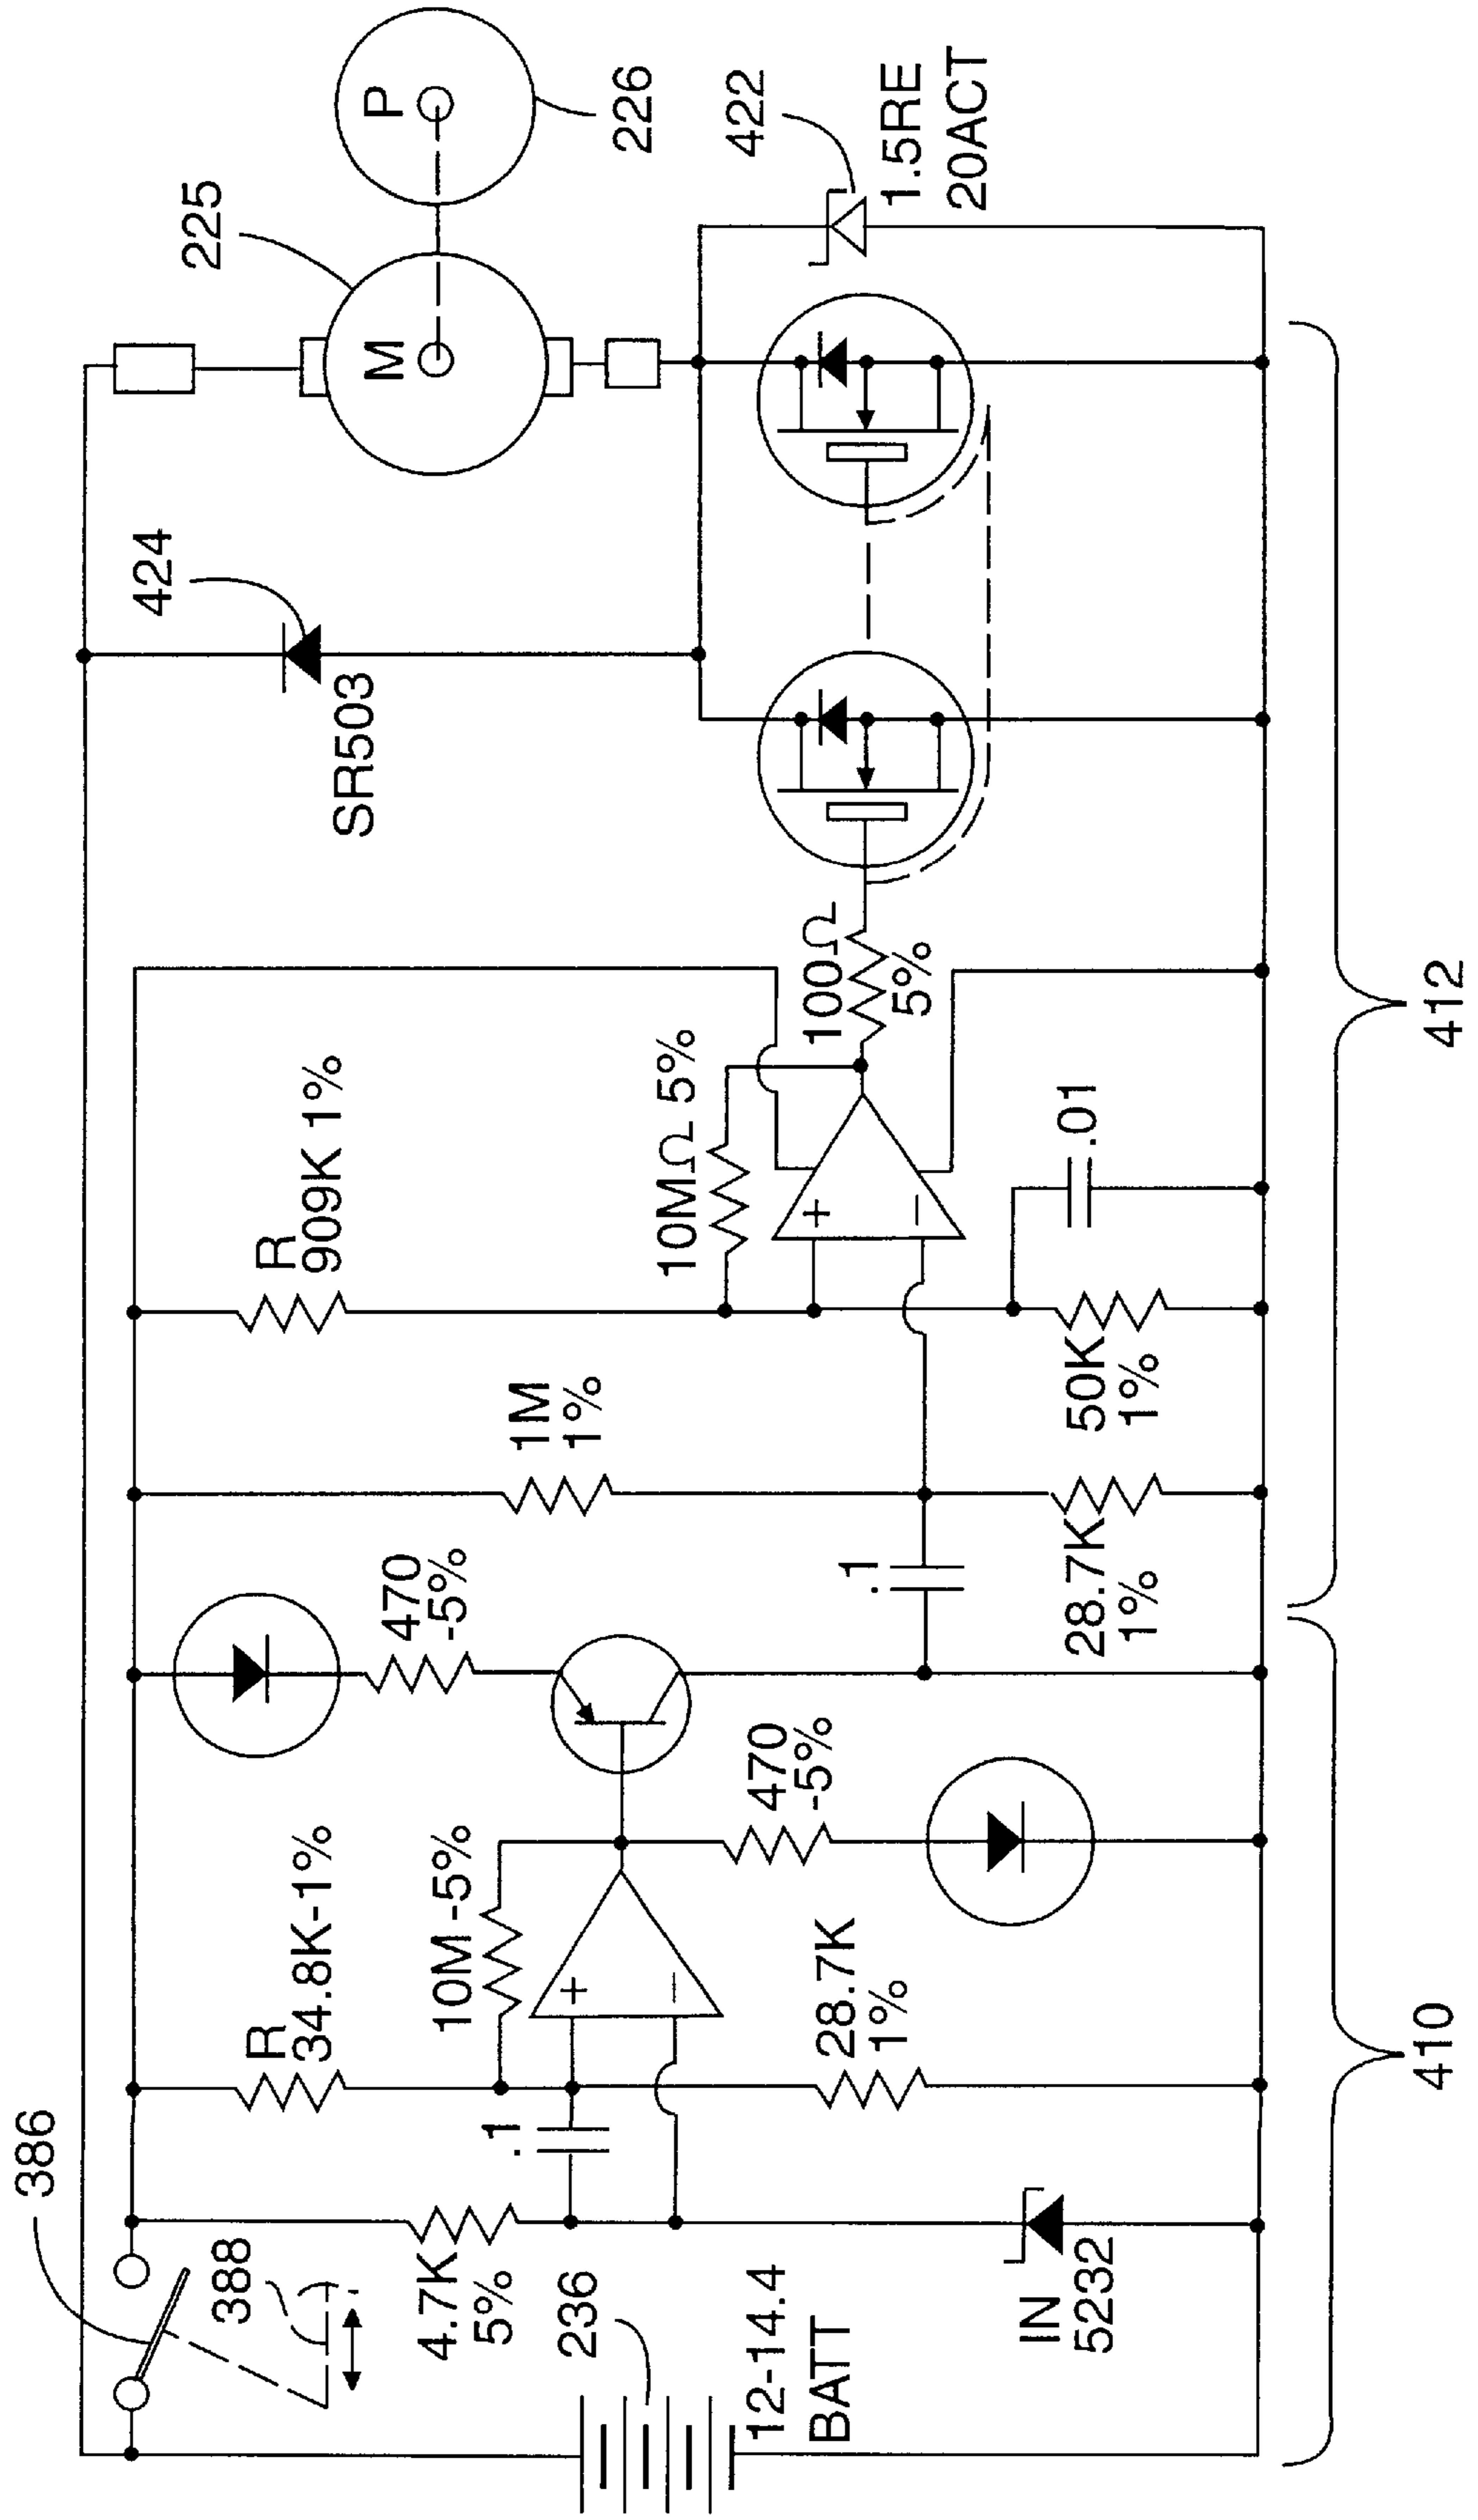 386
388
4.7K
5%
236
12-14.4
BATT
IN
5232
R
34.8K-1%
.1
10M -5%
+
−
28.7K
1%
470
-5%
470
-5%
.1
1M
1%
28.7K
1%
R
909K 1%
10MΩ 5%
+
−
50K
1%
.01
100Ω
5%
424
SR503
225
M
P
226
422
1.5RE
20ACT
410
412